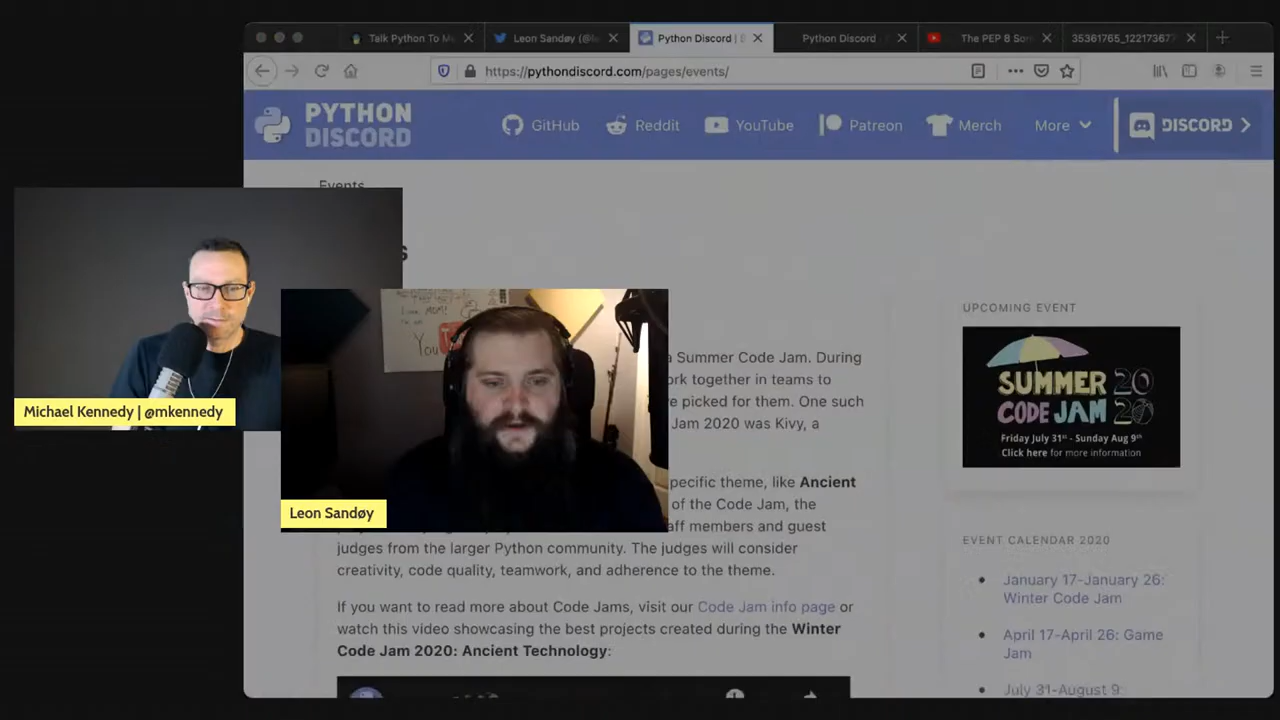 Talk Python To M
Leon Sandøy (@l
Python Discord |
Python Discord
The PEP 8 Son
35361765_1221736
https://pythondiscord.com/pages/events/
PYTHON
DISCORD
GitHub
Reddit
YouTube
Patreon
Merch
More
DISCORD
Events
s
UPCOMING EVENT
SUMMER 20
CODE JAM 20
Friday July 31st - Sunday Aug 9th
Click here for more information
a Summer Code Jam. During
rk together in teams to
e picked for them. One such
Jam 2020 was Kivy, a
pecific theme, like Ancient
of the Code Jam, the
aff members and guest
judges from the larger Python community. The judges will consider
creativity, code quality, teamwork, and adherence to the theme.
If you want to read more about Code Jams, visit our Code Jam info page or
watch this video showcasing the best projects created during the Winter
Code Jam 2020: Ancient Technology:
EVENT CALENDAR 2020
January 17-January 26:
Winter Code Jam
April 17-April 26: Game
Jam
July 31-August 9:
Michael Kennedy | @mkennedy
You
Leon Sandøy